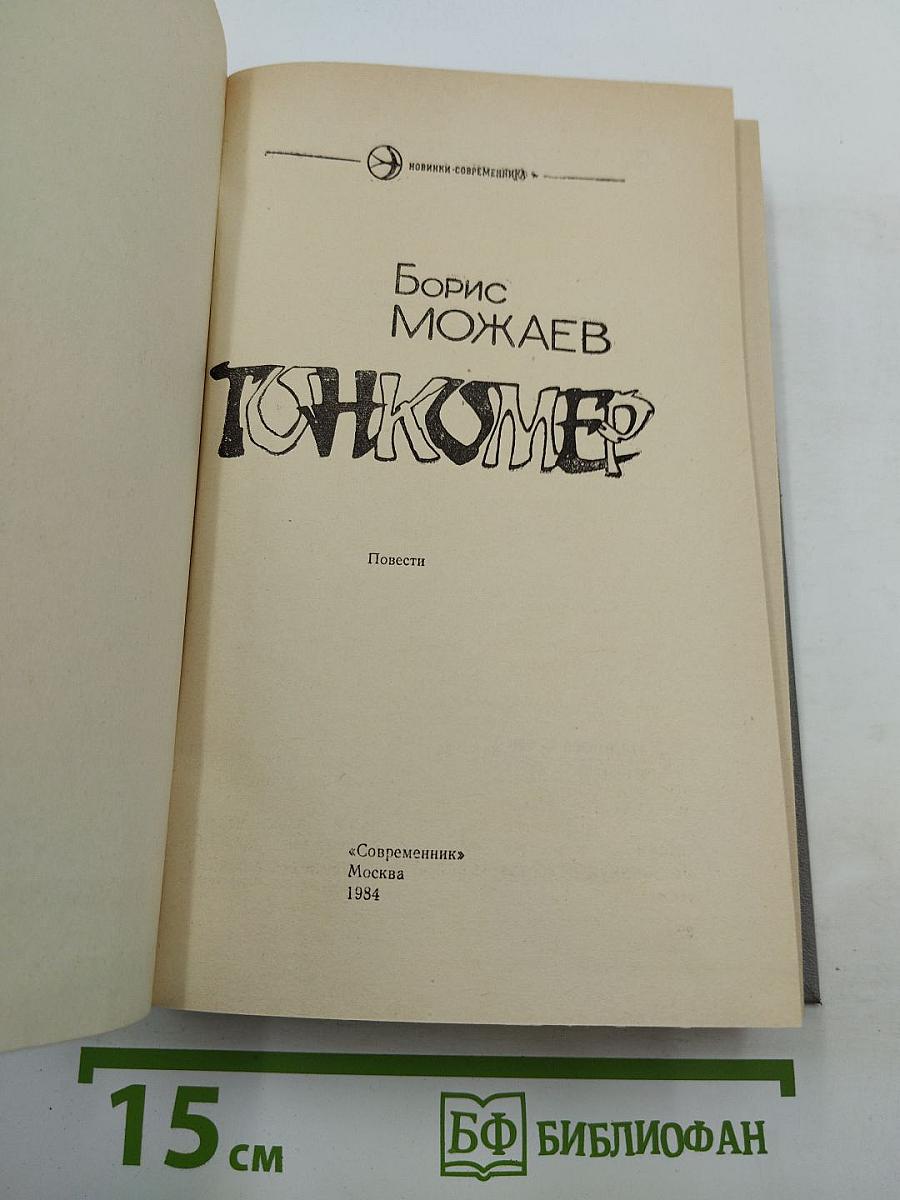 НОВИНКИ·СОВРЕМЕННИКА
Борис
МОЖАЕВ
ТОНКОМЕР
Повести
«Современник»
Москва
1984
15 см
БФ БИБЛИОФАН